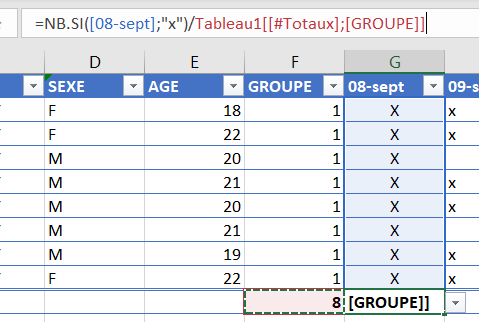 =NB.SI([08-sept];"x")/Tableau1[[#Totaux];[GROUPE]]
D E F G
SEXE AGE GROUPE 08-sept 09-s
F 18 1 X x
F 22 1 X x
M 20 1 X
M 21 1 X x
M 20 1 X x
M 21 1 X
M 19 1 X x
F 22 1 X x
8 [GROUPE]]